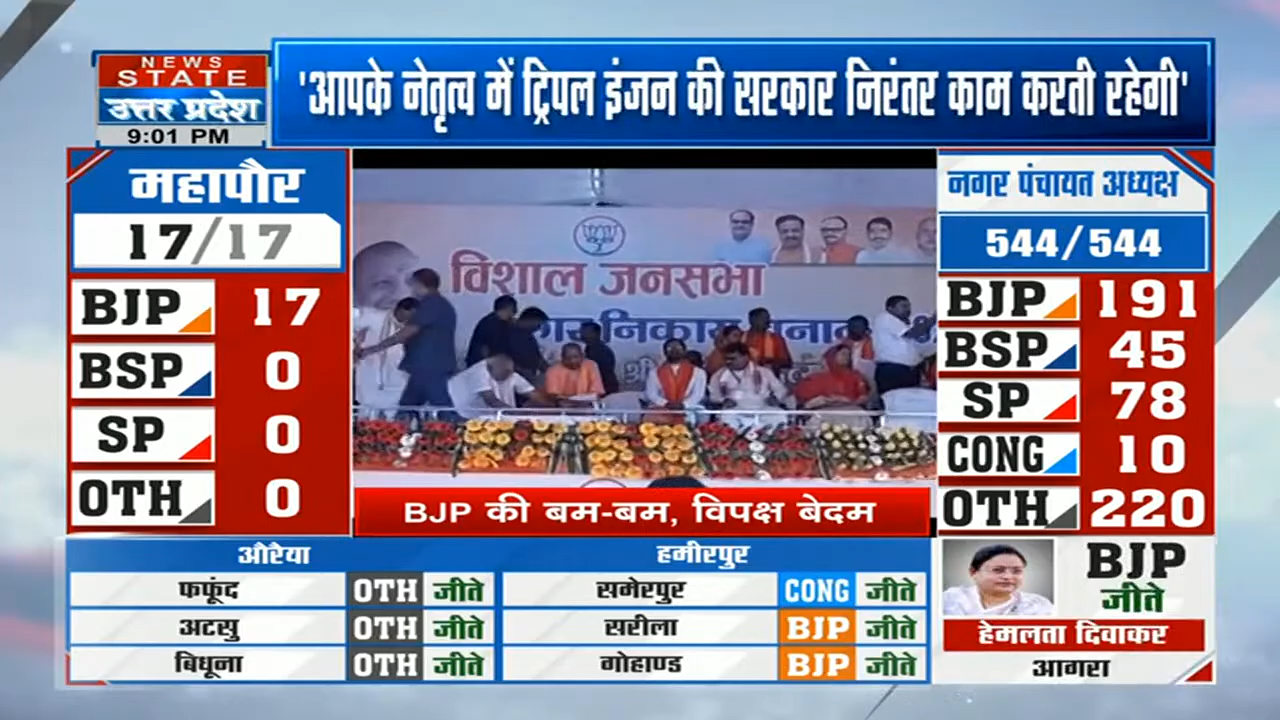 NEWS
STATE
उत्तर प्रदेश
9:01 PM
'आपके नेतृत्व में ट्रिपल इंजन की सरकार निरंतर काम करती रहेगी'
महापौर
17/17
BJP 17
BSP 0
SP 0
OTH 0
विशाल जनसभा
नगर पंचायत अध्यक्ष
544/544
BJP 191
BSP 45
SP 78
CONG 10
OTH 220
BJP की बम-बम, विपक्ष बेदम
औरैया
फफूंद OTH जीते
अटसु OTH जीते
बिधूना OTH जीते
हमीरपुर
समेरपुर CONG जीते
सरीला BJP जीते
गोहाण्ड BJP जीते
BJP
जीते
हेमलता दिवाकर
आगरा